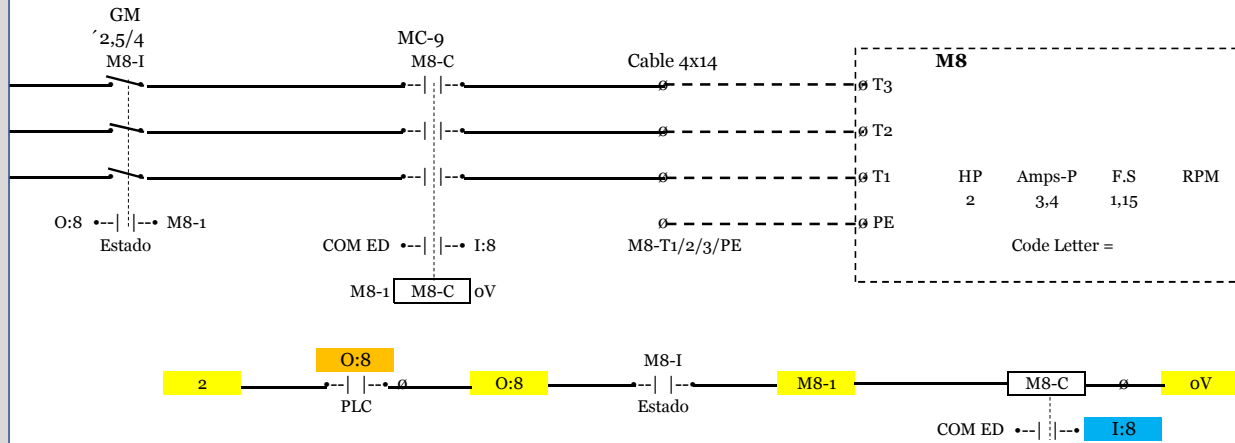 GM
´2,5/4
MC-9
M8-I
M8-C
Cable 4x14
M8
ø
ø T3
ø
ø T2
ø
ø T1
HP
Amps-P
F.S
RPM
2
3,4
1,15
O:8
M8-1
ø
ø PE
Estado
COM ED
I:8
M8-T1/2/3/PE
Code Letter =
M8-1
M8-C
0V
O:8
M8-I
2
ø
O:8
M8-1
M8-C
ø
0V
PLC
Estado
COM ED
I:8